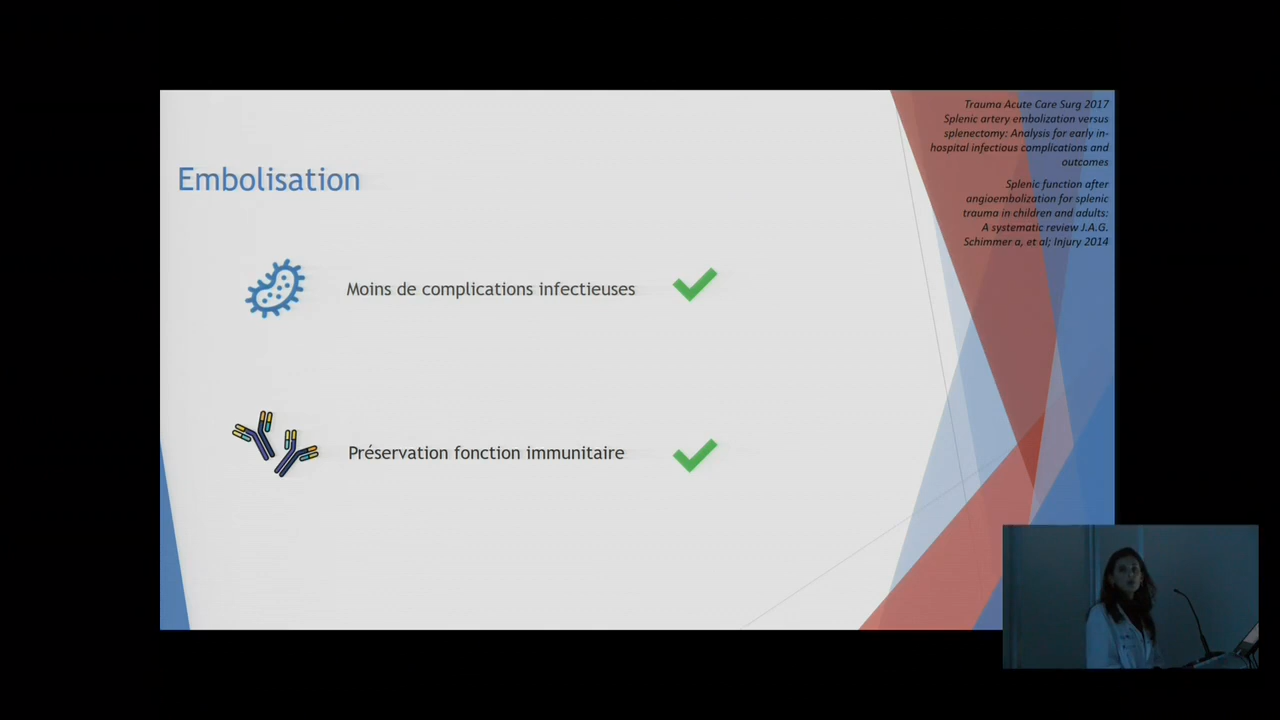 Embolisation
Moins de complications infectieuses
Préservation fonction immunitaire
Trauma Acute Care Surg 2017
Splenic artery embolization versus
splenectomy: Analysis for early in-
hospital infectious complications and
outcomes
Splenic function after
angioembolization for splenic
trauma in children and adults:
A systematic review J.A.G.
Schimmer a, et al; Injury 2014